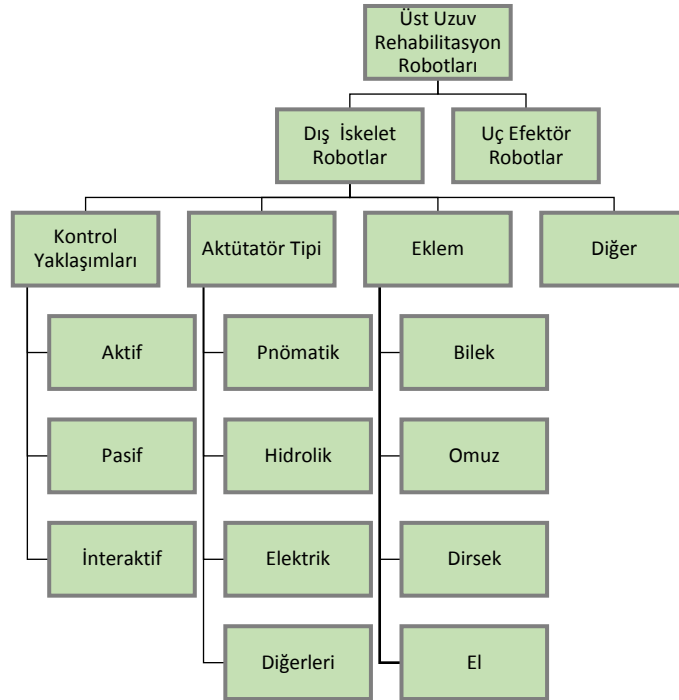 Üst Uzuv
Rehabilitasyon
Robotları
Dış İskelet
Robotlar
Uç Efektör
Robotlar
Kontrol
Yaklaşımları
Aktütatör Tipi
Eklem
Diğer
Aktif
Pnömatik
Bilek
Pasif
Hidrolik
Omuz
İnteraktif
Elektrik
Dirsek
Diğerleri
El